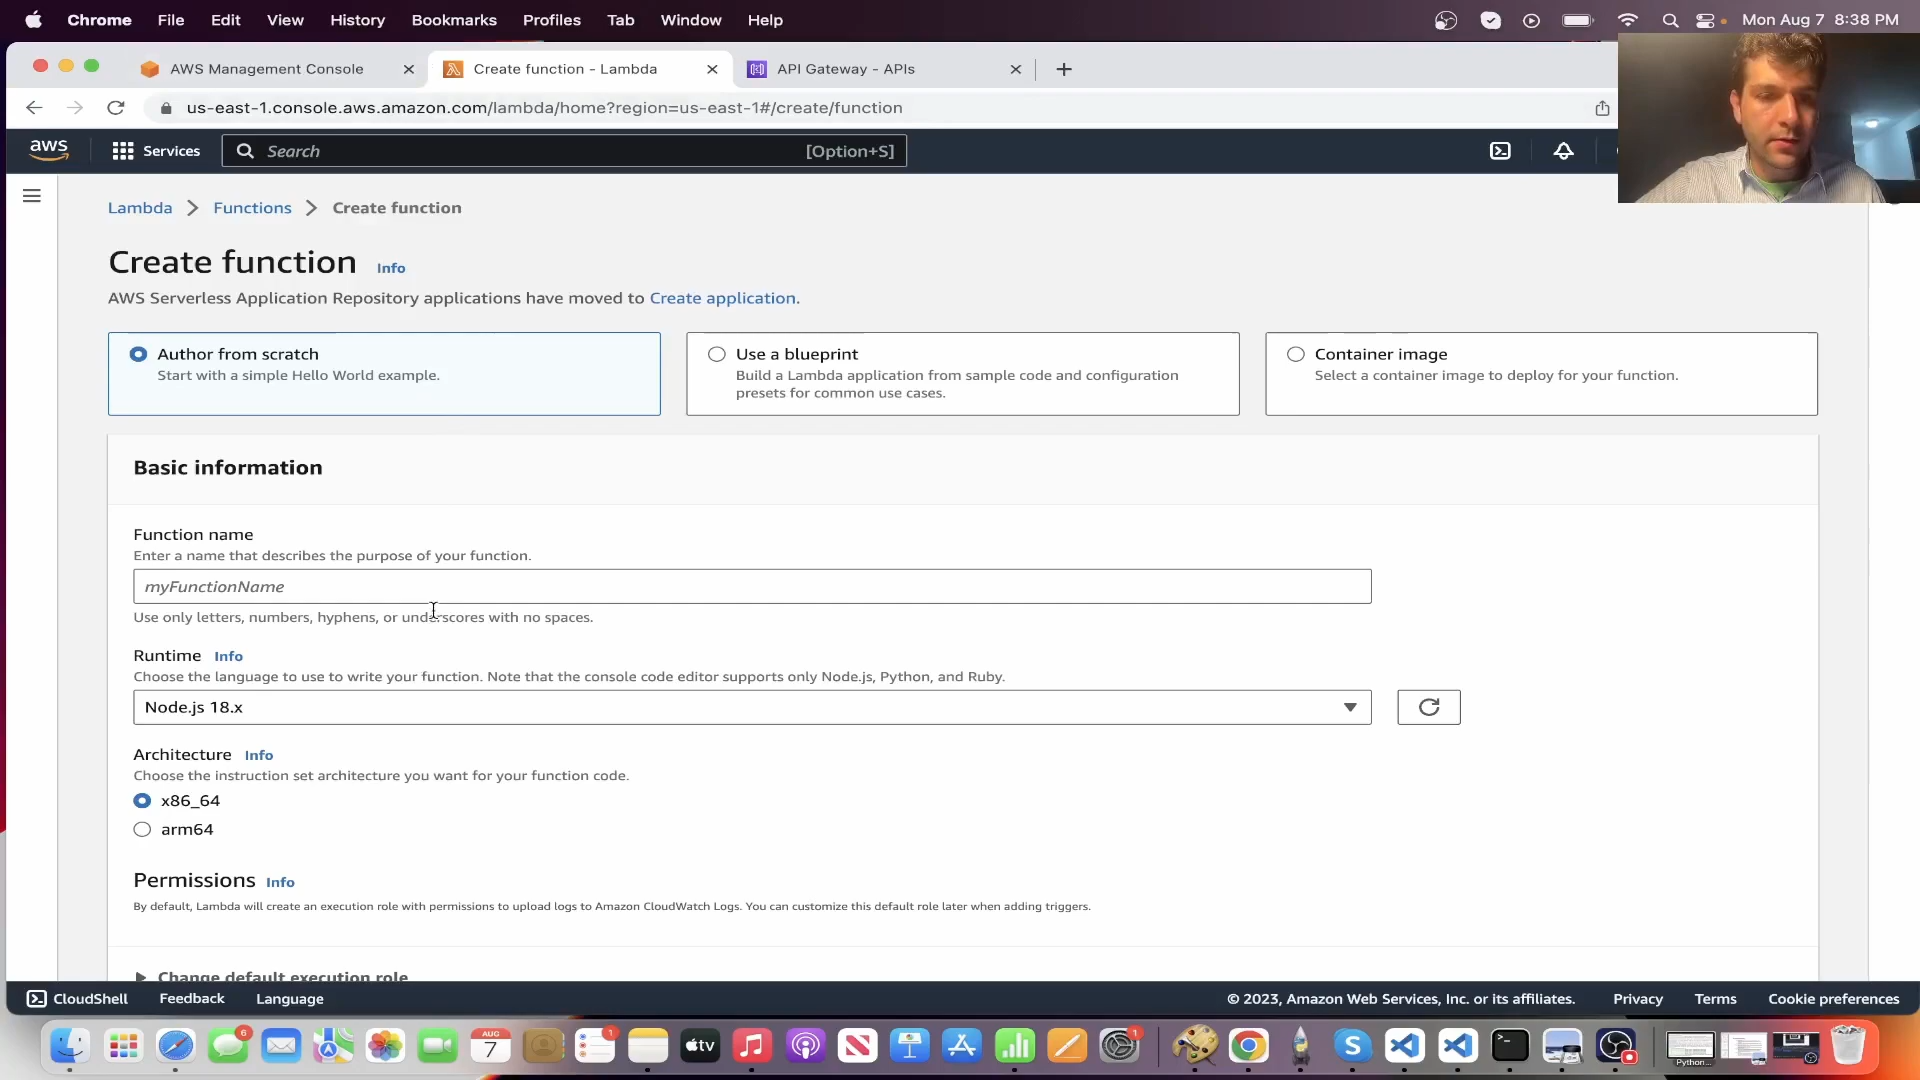 Chrome File Edit View History Bookmarks Profiles Tab Window Help Mon Aug 7 8:38 PM
AWS Management Console Create function - Lambda API Gateway - APIs
us-east-1.console.aws.amazon.com/lambda/home?region=us-east-1#/create/function
aws Services Search [Option+S]
Lambda Functions Create function
Create function Info
AWS Serverless Application Repository applications have moved to Create application.
Author from scratch
Start with a simple Hello World example.
Use a blueprint
Build a Lambda application from sample code and configuration
presets for common use cases.
Container image
Select a container image to deploy for your function.
Basic information
Function name
Enter a name that describes the purpose of your function.
myFunctionName
Use only letters, numbers, hyphens, or underscores with no spaces.
Runtime Info
Choose the language to use to write your function. Note that the console code editor supports only Node.js, Python, and Ruby.
Node.js 18.x
Architecture Info
Choose the instruction set architecture you want for your function code.
x86_64
arm64
Permissions Info
By default, Lambda will create an execution role with permissions to upload logs to Amazon CloudWatch Logs. You can customize this default role later when adding triggers.
Change default execution role
CloudShell Feedback Language © 2023, Amazon Web Services, Inc. or its affiliates. Privacy Terms Cookie preferences
6
AUG
7
1
tv
1
Python...